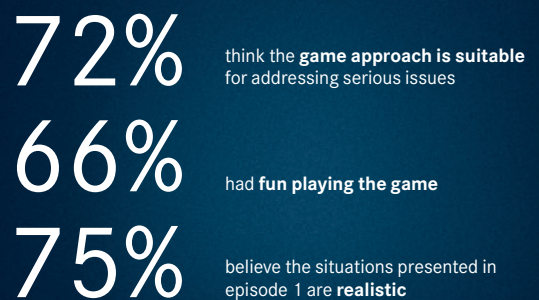 72%
think the game approach is suitable
for addressing serious issues
66%
had fun playing the game
75%
believe the situations presented in
episode 1 are realistic